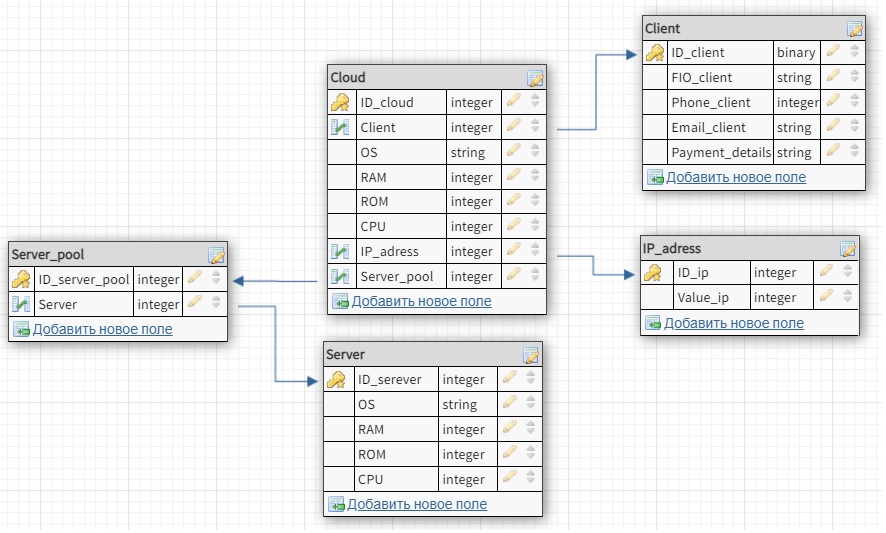 Client
ID_client binary
FIO_client string
Phone_client integer
Email_client string
Payment_details string
Добавить новое поле
Cloud
ID_cloud integer
Client integer
OS string
RAM integer
ROM integer
CPU integer
IP_adress integer
Server_pool integer
Добавить новое поле
Server_pool
ID_server_pool integer
Server integer
Добавить новое поле
IP_adress
ID_ip integer
Value_ip integer
Добавить новое поле
Server
ID_serever integer
OS string
RAM integer
ROM integer
CPU integer
Добавить новое поле